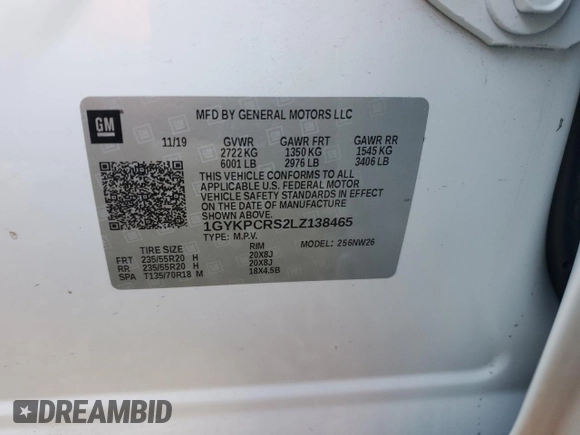 GM
MFD BY GENERAL MOTORS LLC
11/19 GVWR GAWR FRT GAWR RR
2722 KG 1350 KG 1545 KG
6001 LB 2976 LB 3406 LB
THIS VEHICLE CONFORMS TO ALL
APPLICABLE U.S. FEDERAL MOTOR
VEHICLE SAFETY STANDARDS IN EFFECT
ON THE DATE OF MANUFACTURE
SHOWN ABOVE.
1GYKPCRS2LZ138465
TYPE: M.P.V. MODEL: 256NW26
TIRE SIZE RIM
FRT 235/55R20 H 20X8J
RR 235/55R20 H 20X8J
SPA T135/70R18 M 18X4.5B
DREAMBID